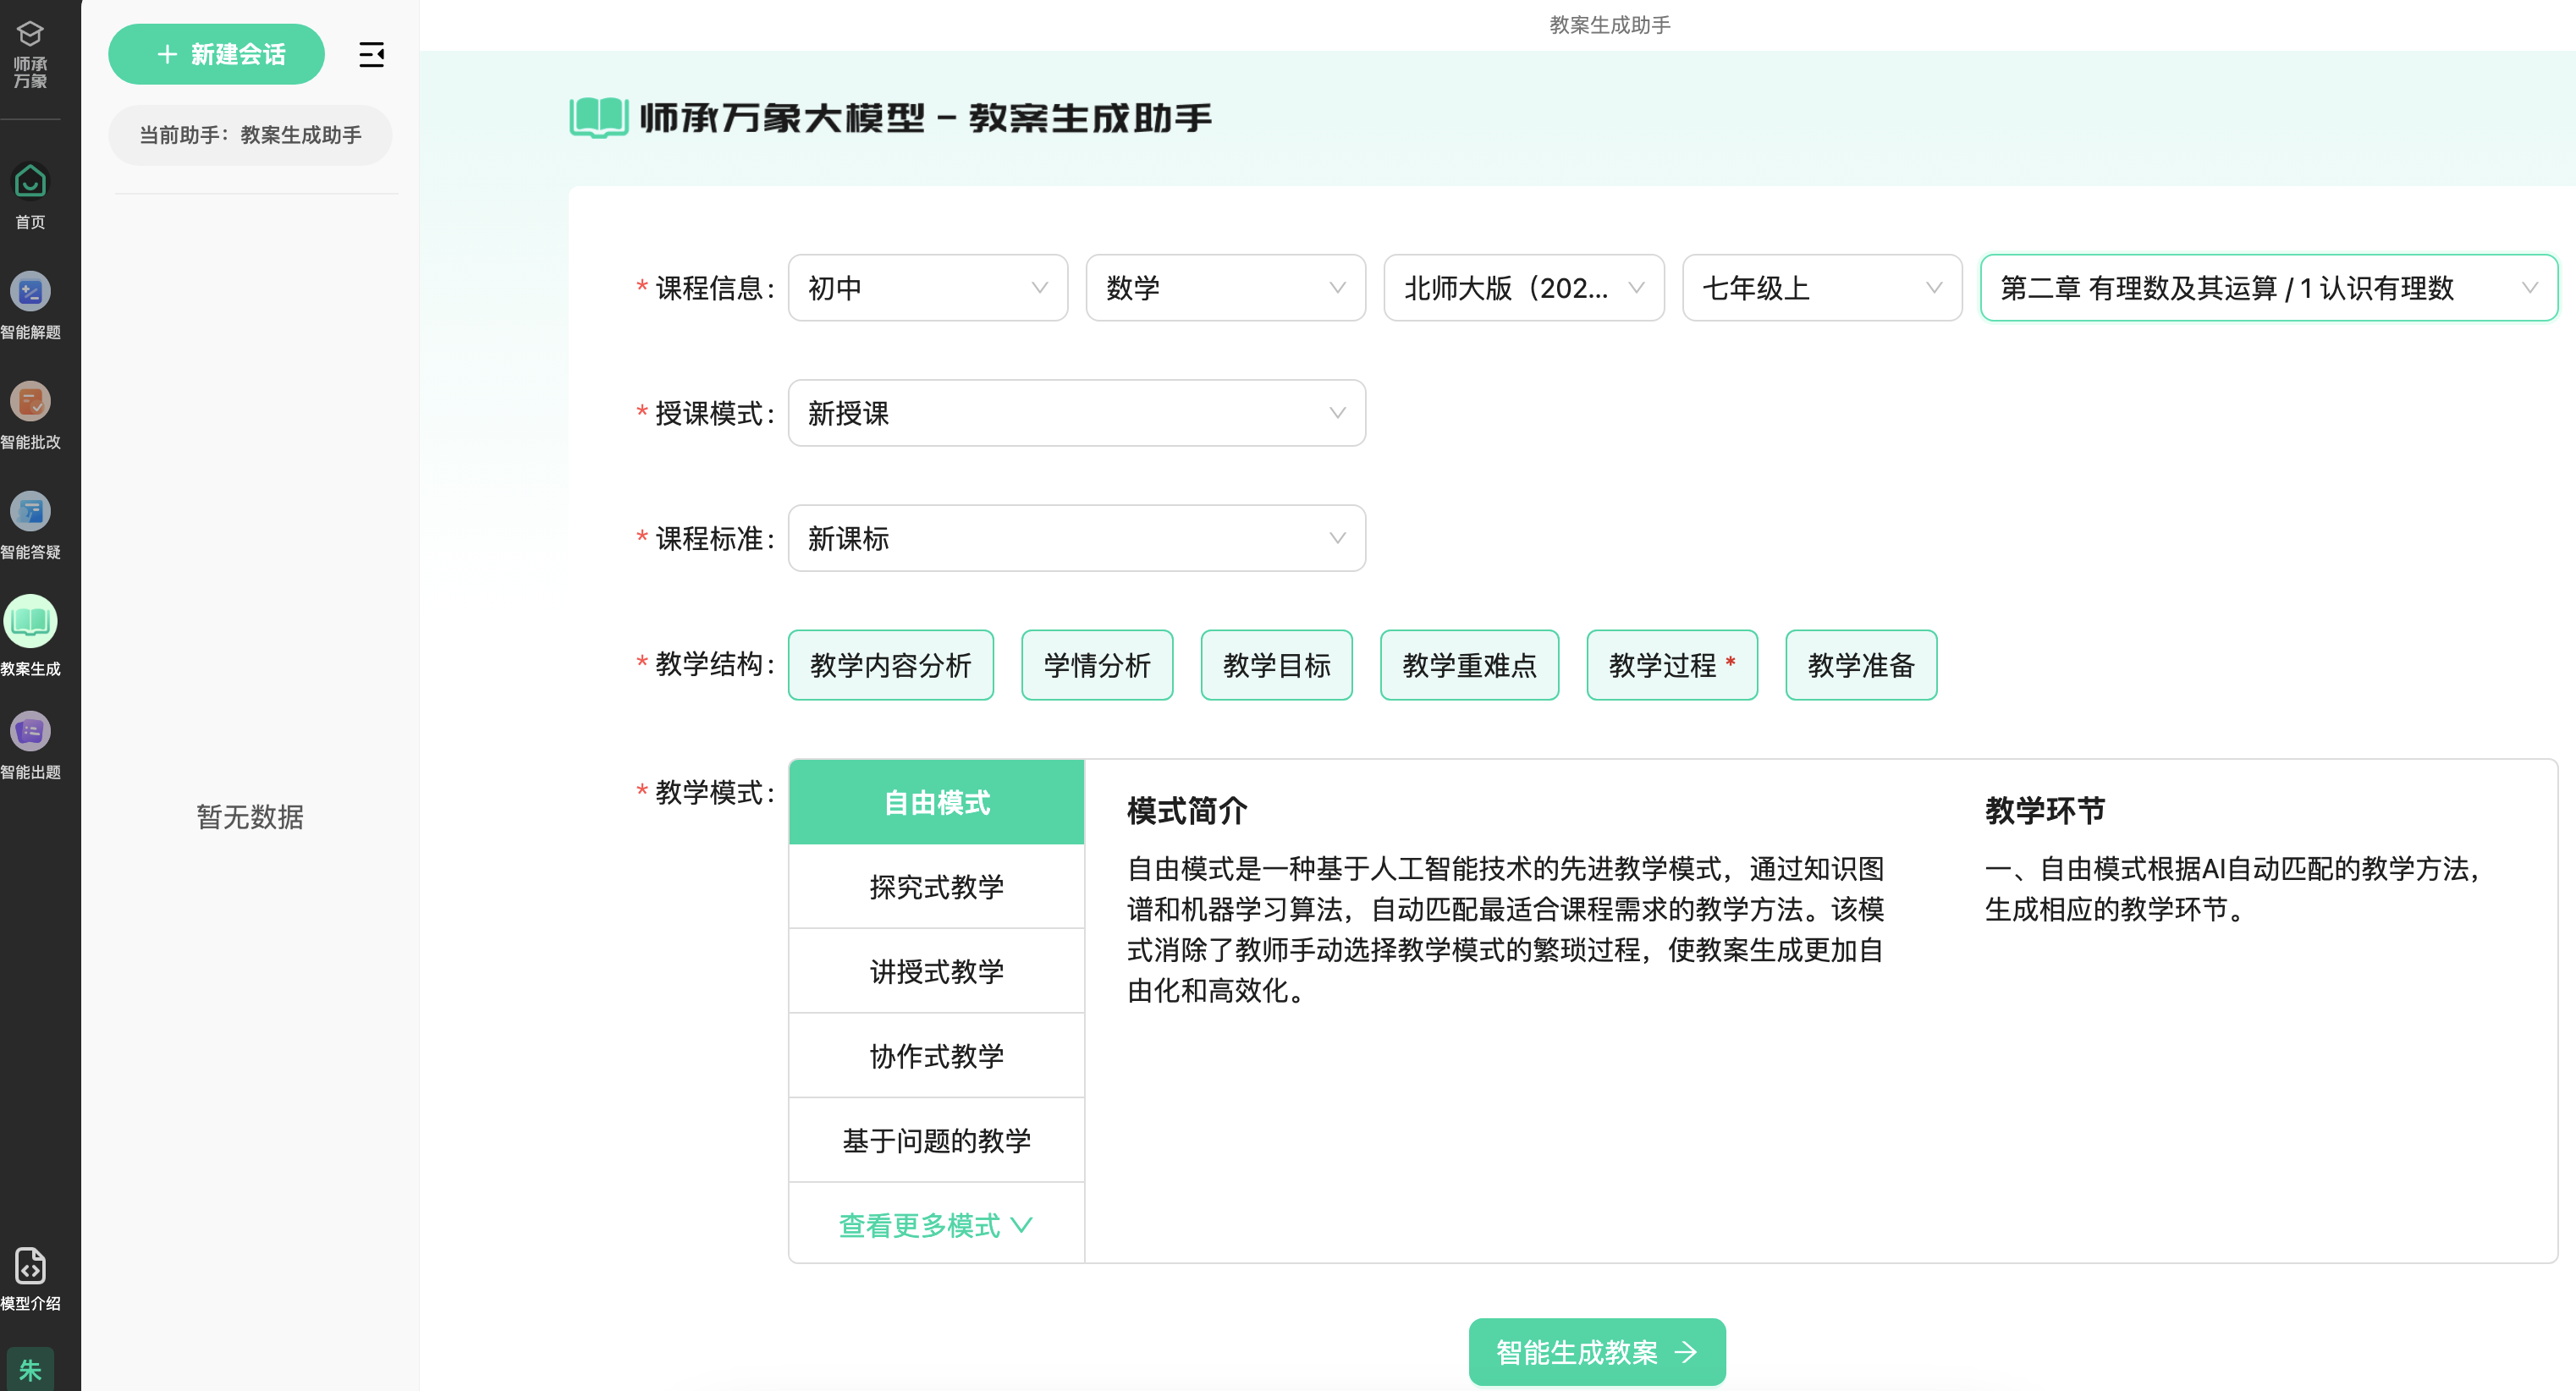 师承
万象
首页
智能解题
智能批改
智能答疑
教案生成
智能出题
模型介绍
朱
新建会话
当前助手：教案生成助手
暂无数据
教案生成助手
师承万象大模型 – 教案生成助手
* 课程信息： 初中 数学 北师大版（202... 七年级上 第二章 有理数及其运算 / 1 认识有理数
* 授课模式： 新授课
* 课程标准： 新课标
* 教学结构： 教学内容分析 学情分析 教学目标 教学重难点 教学过程 * 教学准备
* 教学模式：
自由模式
探究式教学
讲授式教学
协作式教学
基于问题的教学
查看更多模式
模式简介
自由模式是一种基于人工智能技术的先进教学模式，通过知识图
谱和机器学习算法，自动匹配最适合课程需求的教学方法。该模
式消除了教师手动选择教学模式的繁琐过程，使教案生成更加自
由化和高效化。
教学环节
一、自由模式根据AI自动匹配的教学方法，
生成相应的教学环节。
智能生成教案